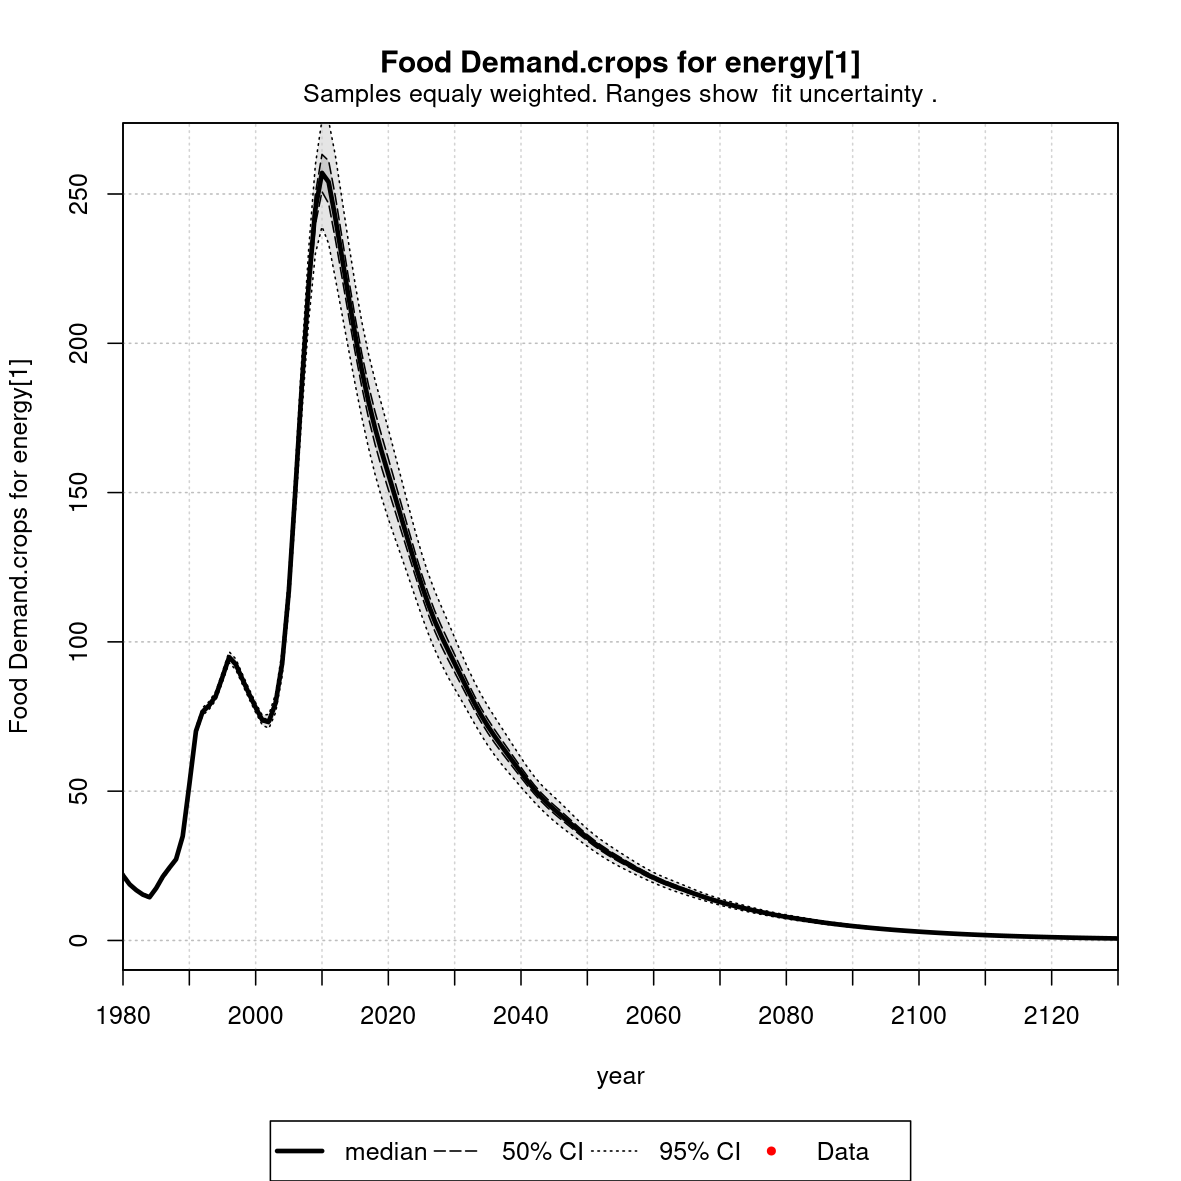 Food Demand.crops for energy[1]
Samples equaly weighted. Ranges show  fit uncertainty .
Food Demand.crops for energy[1]
250
200
150
100
50
0
1980 2000 2020 2040 2060 2080 2100 2120
year
median 50% CI 95% CI Data